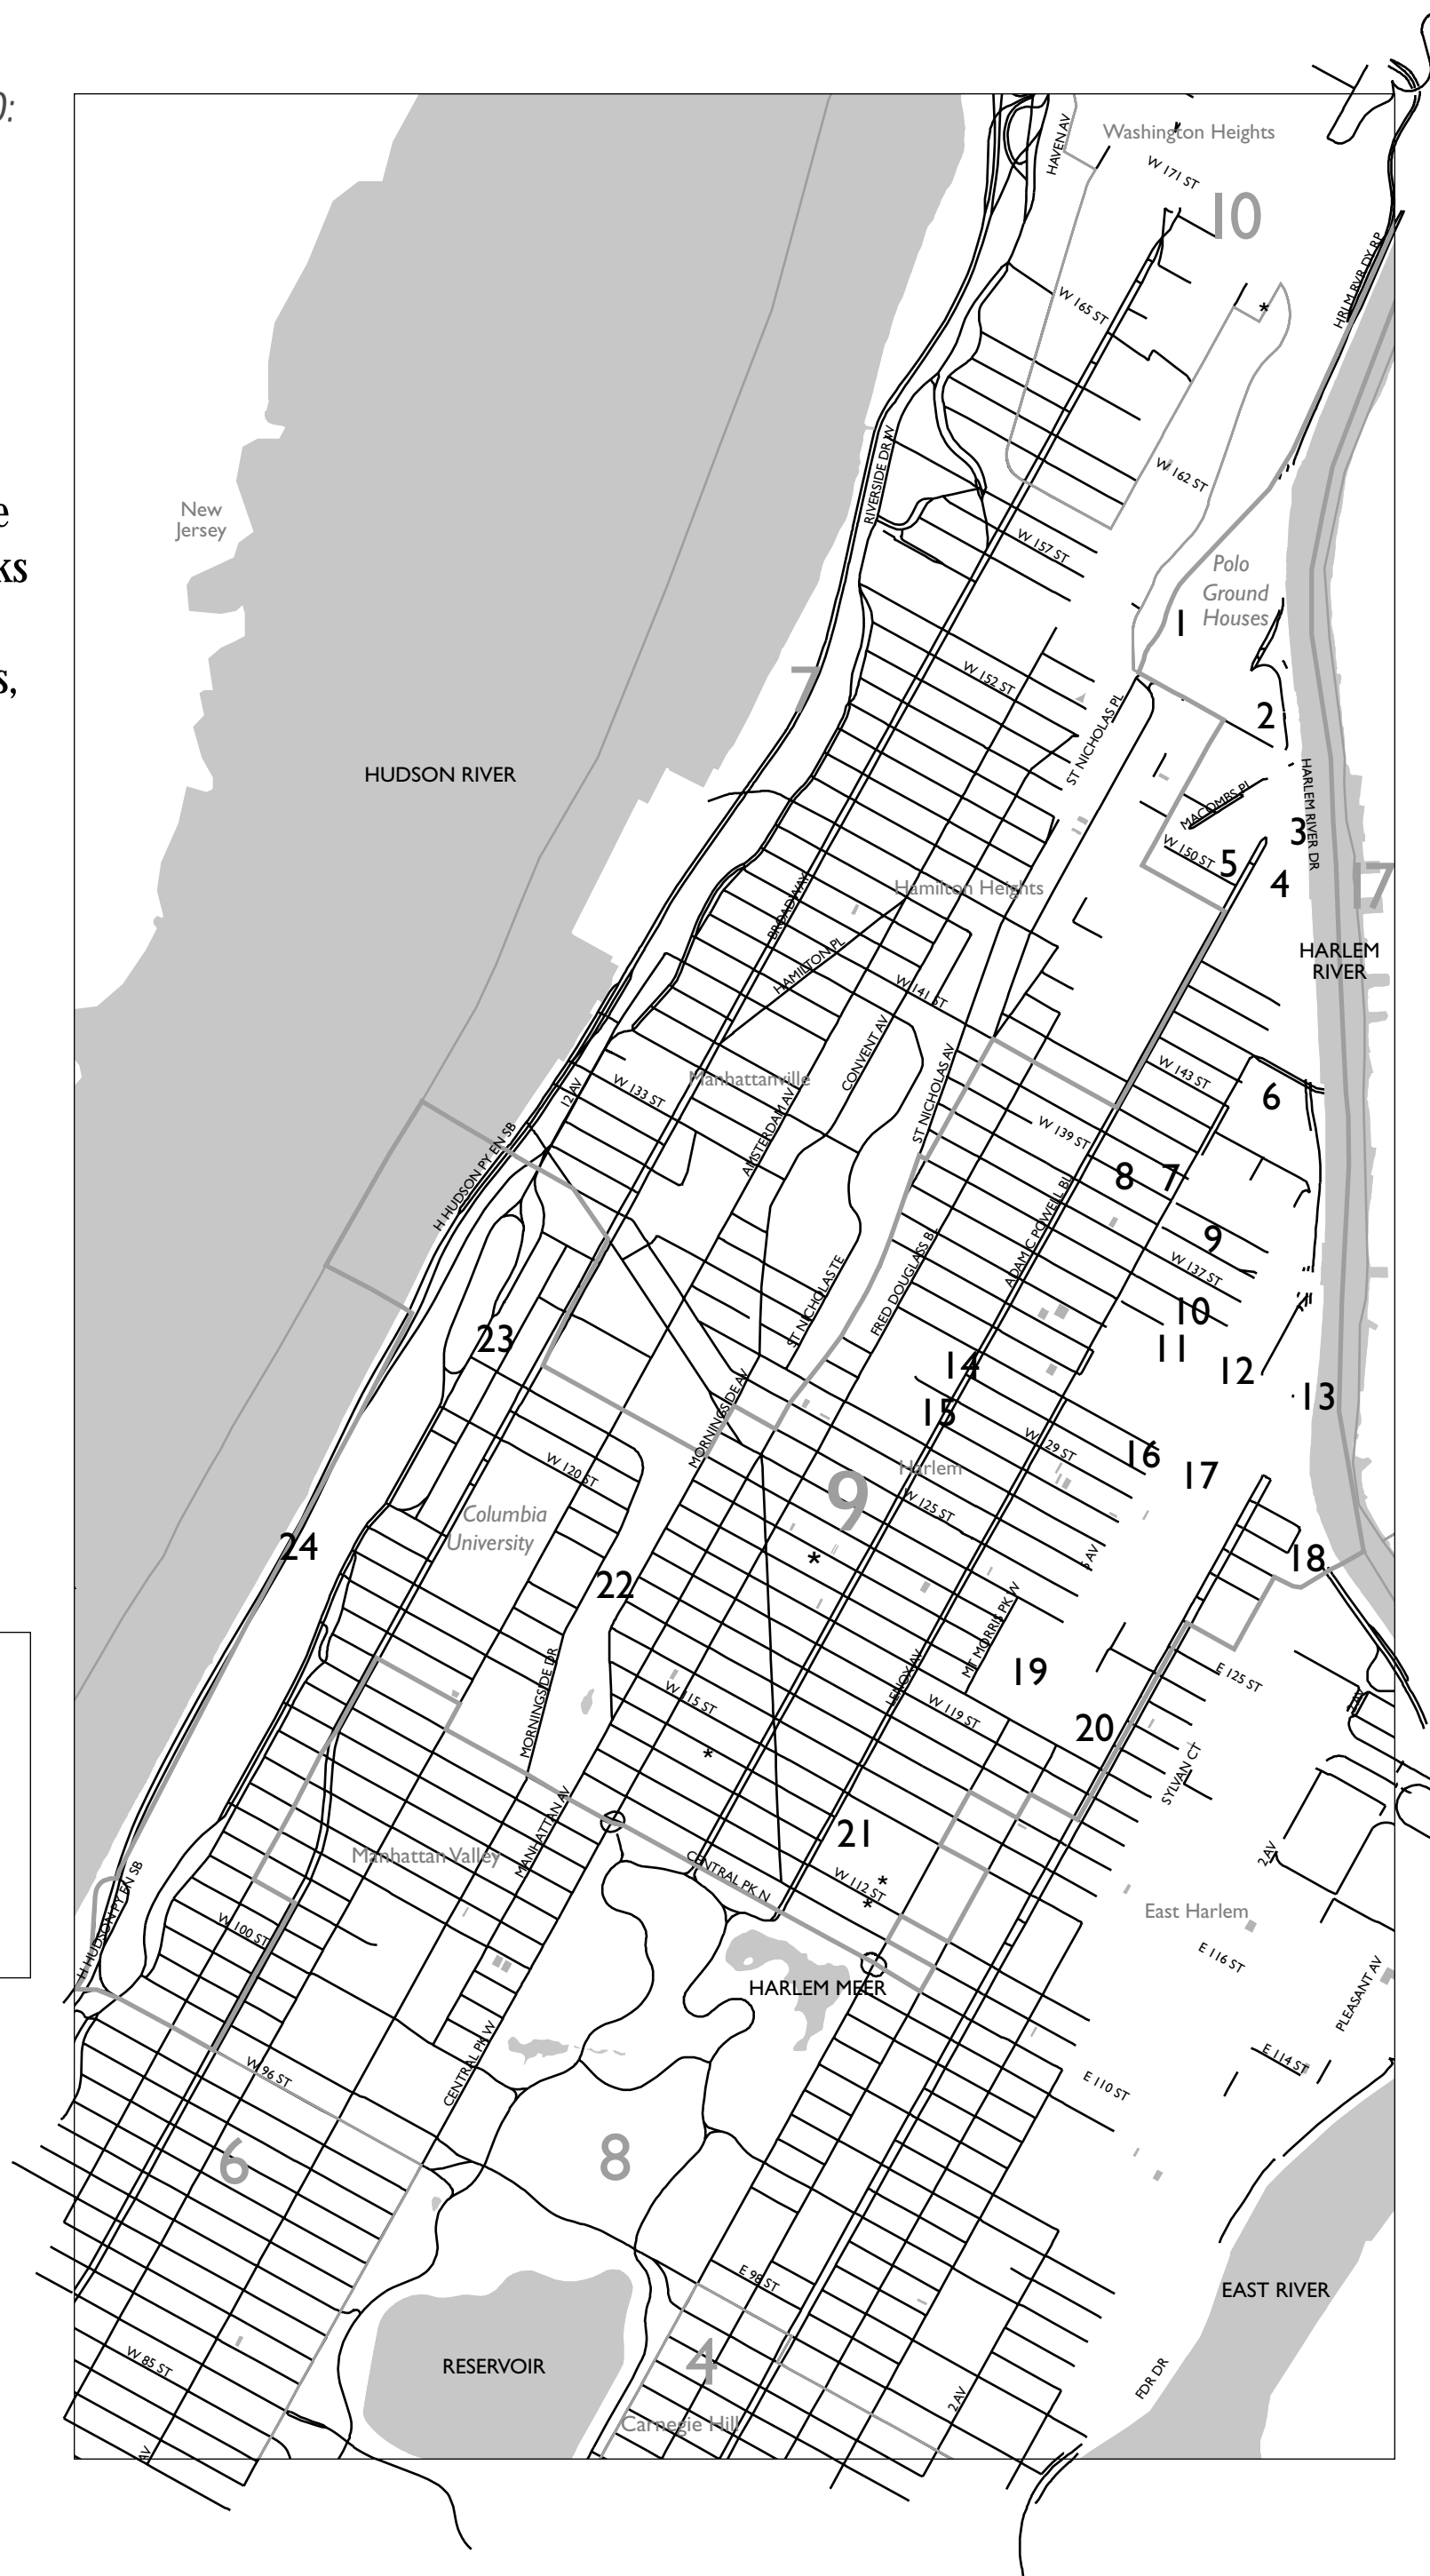 ):
Washington Heights
HAVEN AV
W 171 ST
10
HRLM RVR DY RP
W 165 ST
*
RIVERSIDE DR W
W 162 ST
e
New
Jersey
W 157 ST
ks
Polo
Ground
Houses
1
7
W 152 ST
s,
2
ST NICHOLAS PL
HUDSON RIVER
HARLEM RIVER DR
MACOMBS PL
3
W 150 ST
5
4
17
Hamilton Heights
BROADWAY
HAMILTON PL
HARLEM
RIVER
W 141 ST
CONVENT AV
Manhattanville
W 143 ST
12 AV
W 133 ST
ST NICHOLAS AV
6
AMSTERDAM AV
W 139 ST
H HUDSON PY EN SB
8
7
ADAM C POWELL BL
9
W 137 ST
FRED DOUGLASS BL
ST NICHOLAS TE
10
23
11
14
12
13
15
MORNINGSIDE AV
W 129 ST
16
Harlem
17
W 120 ST
9
W 125 ST
Columbia
University
24
*
5 AV
18
22
MT MORRIS PK W
MORNINGSIDE DR
19
E 125 ST
LENOX AV
W 115 ST
W 119 ST
2 AV
20
*
SYLVAN CT
MANHATTAN AV
21
Manhattan Valley
2 AV
CENTRAL PK N
W 112 ST
*
*
H HUDSON PY EN SB
East Harlem
W 100 ST
E 116 ST
HARLEM MEER
PLEASANT AV
CENTRAL PK W
E 114 ST
W 96 ST
E 110 ST
6
8
E 98 ST
EAST RIVER
W 85 ST
RESERVOIR
4
FDR DR
2 AV
Carnegie Hill
AV